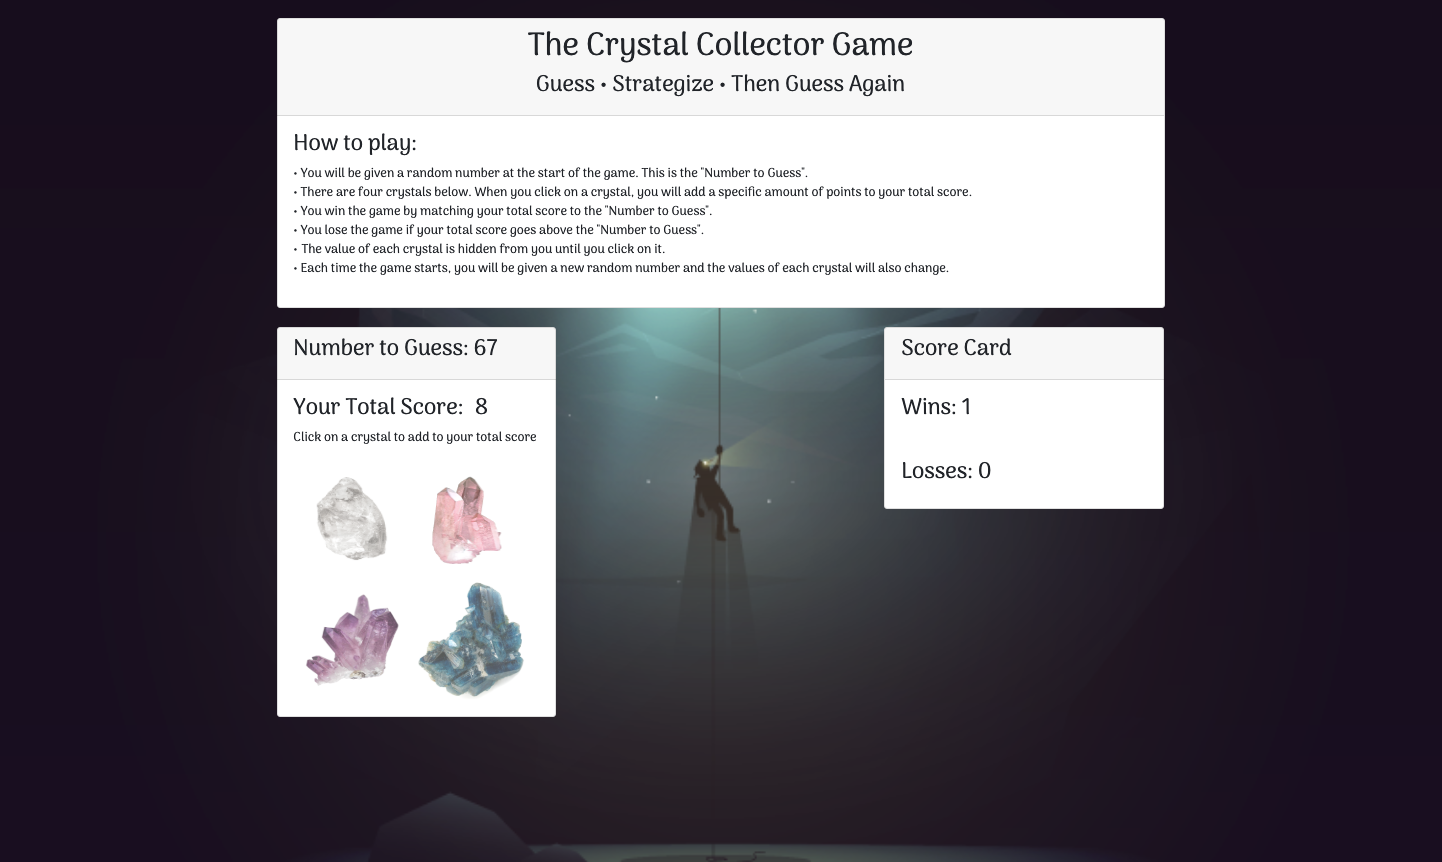 The Crystal Collector Game
Guess • Strategize • Then Guess Again
How to play:
• You will be given a random number at the start of the game. This is the "Number to Guess".
• There are four crystals below. When you click on a crystal, you will add a specific amount of points to your total score.
• You win the game by matching your total score to the "Number to Guess".
• You lose the game if your total score goes above the "Number to Guess".
• The value of each crystal is hidden from you until you click on it.
• Each time the game starts, you will be given a new random number and the values of each crystal will also change.
Number to Guess: 67
Your Total Score: 8
Click on a crystal to add to your total score
Score Card
Wins: 1
Losses: 0